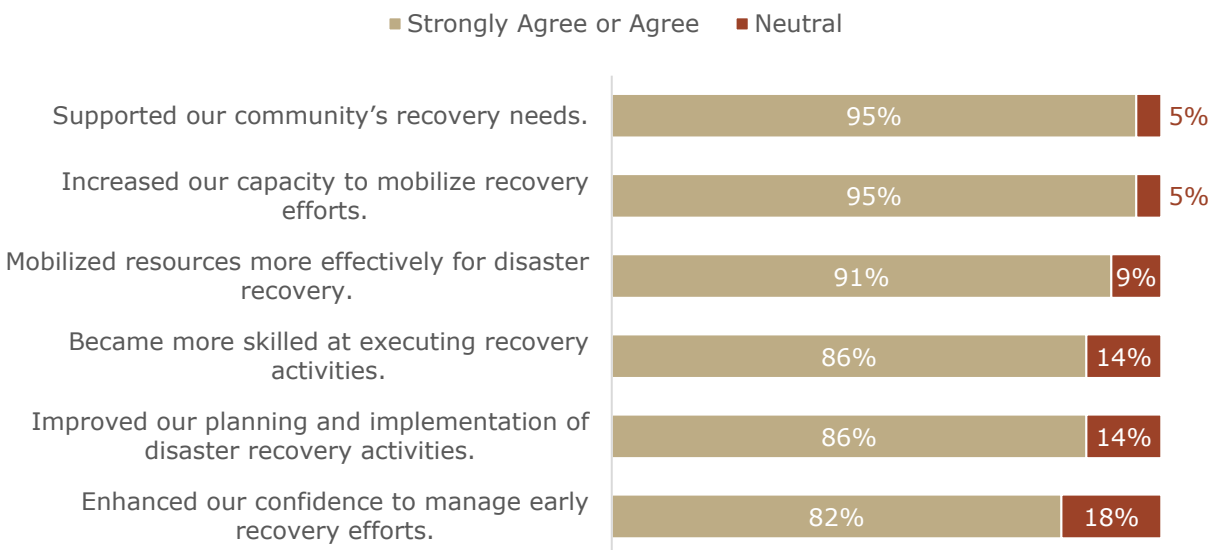 Strongly Agree or Agree Neutral
Supported our community’s recovery needs.
95% 5%
Increased our capacity to mobilize recovery
efforts.
95% 5%
Mobilized resources more effectively for disaster
recovery.
91% 9%
Became more skilled at executing recovery
activities.
86% 14%
Improved our planning and implementation of
disaster recovery activities.
86% 14%
Enhanced our confidence to manage early
recovery efforts.
82% 18%